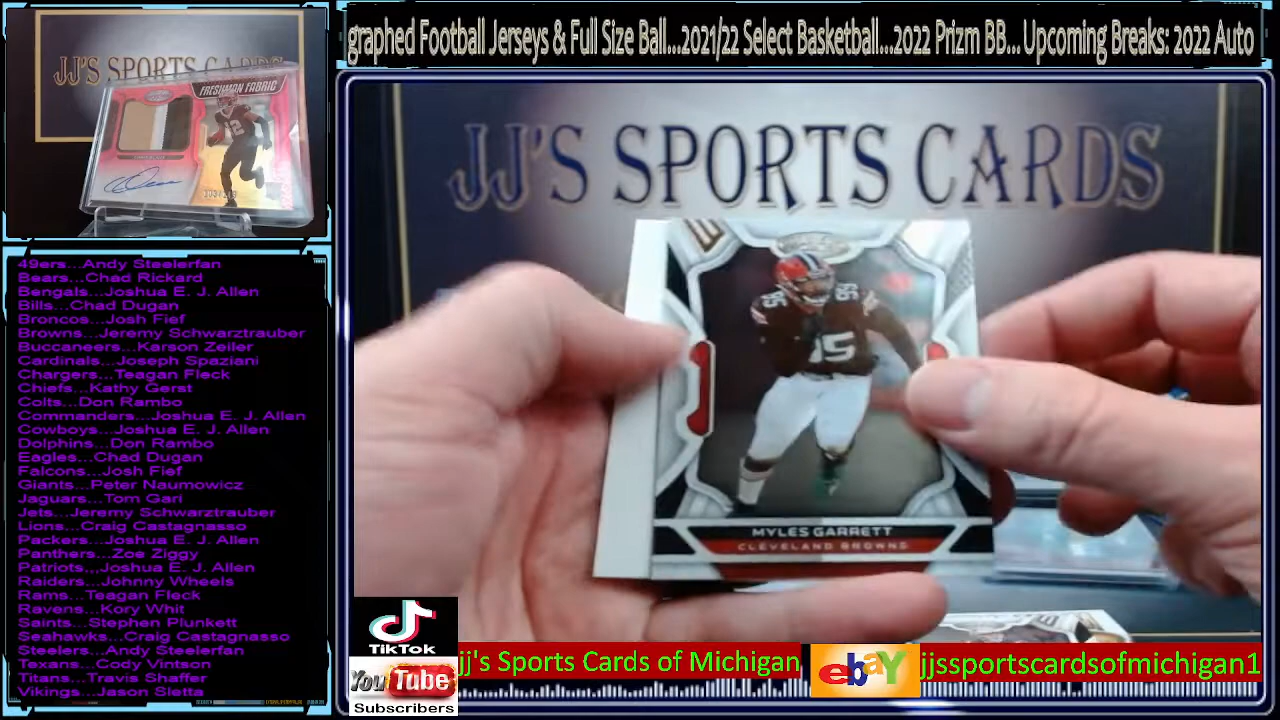 graphed Football Jerseys & Full Size Ball...2021/22 Select Basketball...2022 Prizm BB... Upcoming Breaks: 2022 Auto
JJ'S SPORTS CARDS
FRESHMAN FABRIC
12
JJ'S SPORTS CARDS
95
95
95
MYLES GARRETT
CLEVELAND BROWNS
49ers...Andy Steelerfan
Bears...Chad Rickard
Bengals...Joshua E. J. Allen
Bills...Chad Dugan
Broncos...Josh Fief
Browns...Jeremy Schwarztrauber
Buccaneers...Karson Zeiler
Cardinals...Joseph Spaziani
Chargers...Teagan Fleck
Chiefs...Kathy Gerst
Colts...Don Rambo
Commanders...Joshua E. J. Allen
Cowboys...Joshua E. J. Allen
Dolphins...Don Rambo
Eagles...Chad Dugan
Falcons...Josh Fief
Giants...Peter Naumowicz
Jaguars...Tom Gari
Jets...Jeremy Schwarztrauber
Lions...Craig Castagnasso
Packers...Joshua E. J. Allen
Panthers...Zoe Ziggy
Patriots,,,Joshua E. J. Allen
Raiders...Johnny Wheels
Rams...Teagan Fleck
Ravens...Kory Whit
Saints...Stephen Plunkett
Seahawks...Craig Castagnasso
Steelers...Andy Steelerfan
Texans...Cody Vintson
Titans...Travis Shaffer
Vikings...Jason Sletta
TikTok
YouTube
Subscribers
jj's Sports Cards of Michigan
ebaY
jjssportscardsofmichigan1